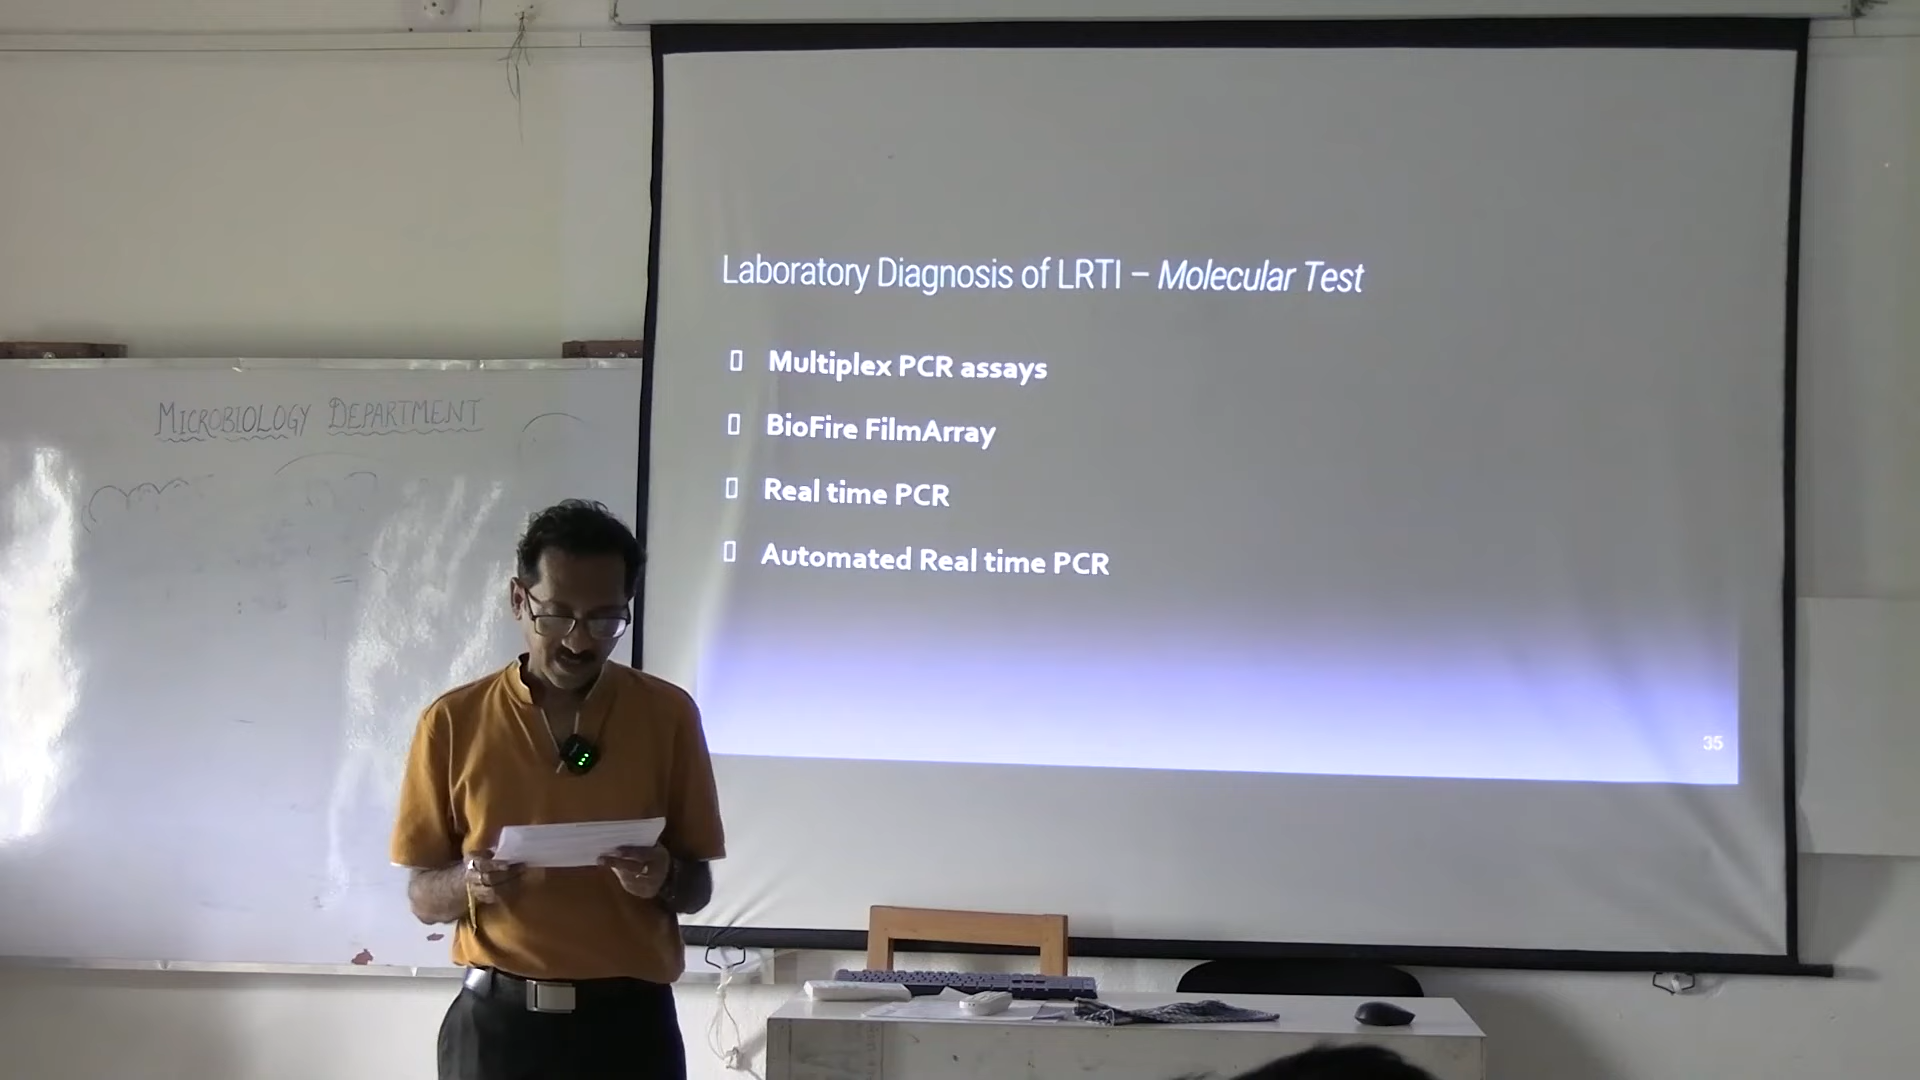 MICROBIOLOGY DEPARTMENT
Laboratory Diagnosis of LRTI – Molecular Test
Multiplex PCR assays
BioFire FilmArray
Real time PCR
Automated Real time PCR
35